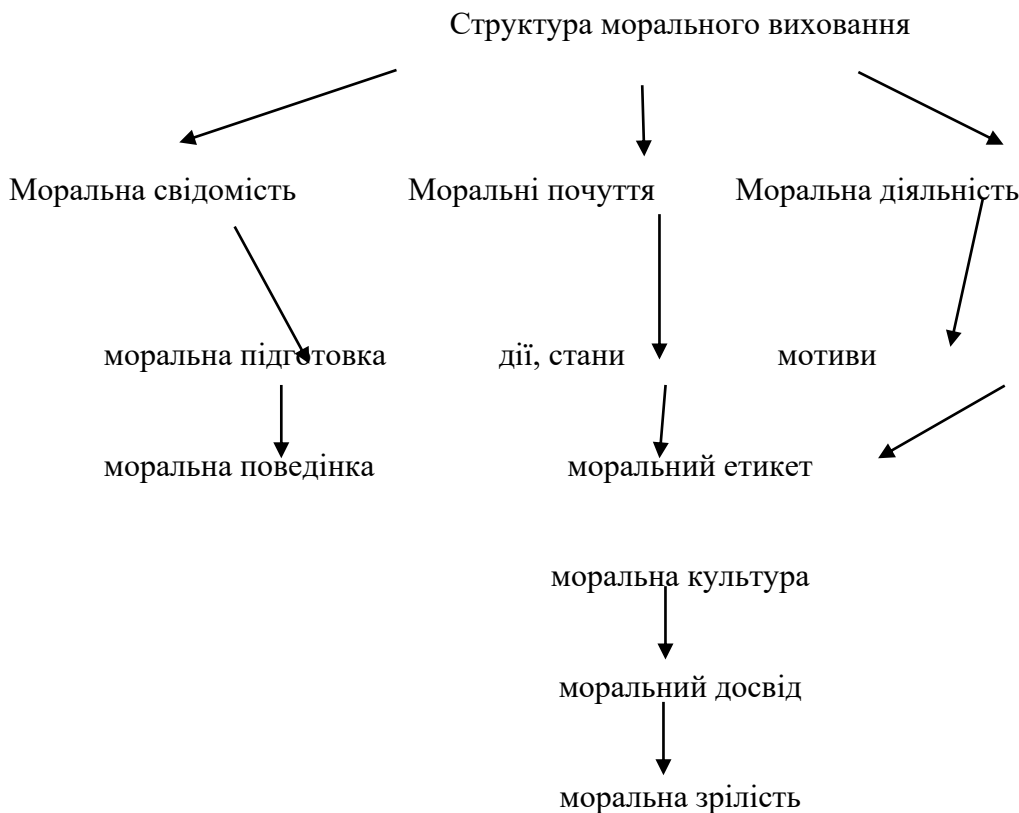 Структура морального виховання
Моральна свідомість Моральні почуття Моральна діяльність
моральна підготовка дії, стани мотиви
моральна поведінка моральний етикет
моральна культура
моральний досвід
моральна зрілість